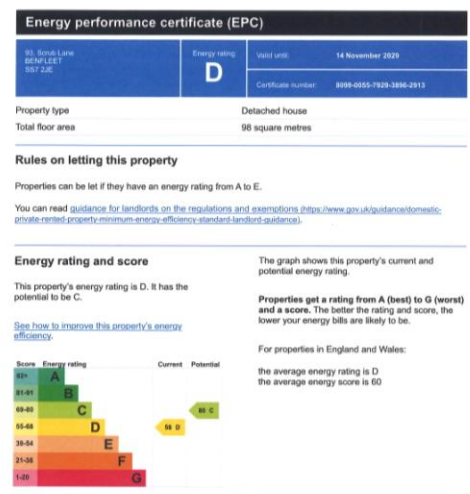 Energy performance certificate (EPC)
93, Scrub Lane
BENFLEET
SS7 2JE
Energy rating
D
Valid until:
14 November 2029
Certificate number:
Property type
Detached house
Total floor area
98 square metres
Rules on letting this property
Properties can be let if they have an energy rating from A to E.
You can read guidance for landlords on the regulations and exemptions (https://www.gov.uk/guidance/domestic-
private-rented-property-minimum-energy-efficiency-standard-landlord-guidance).
Energy rating and score
This property's energy rating is D. It has the
potential to be C.
See how to improve this property's energy
efficiency.
The graph shows this property's current and
potential energy rating.
Properties get a rating from A (best) to G (worst)
and a score. The better the rating and score, the
lower your energy bills are likely to be.
For properties in England and Wales:
the average energy rating is D
the average energy score is 60
Score Energy rating Current Potential
92+ A
81-91 B
69-80 C 80 C
55-68 D D
39-54 E
21-38 F
1-20 G